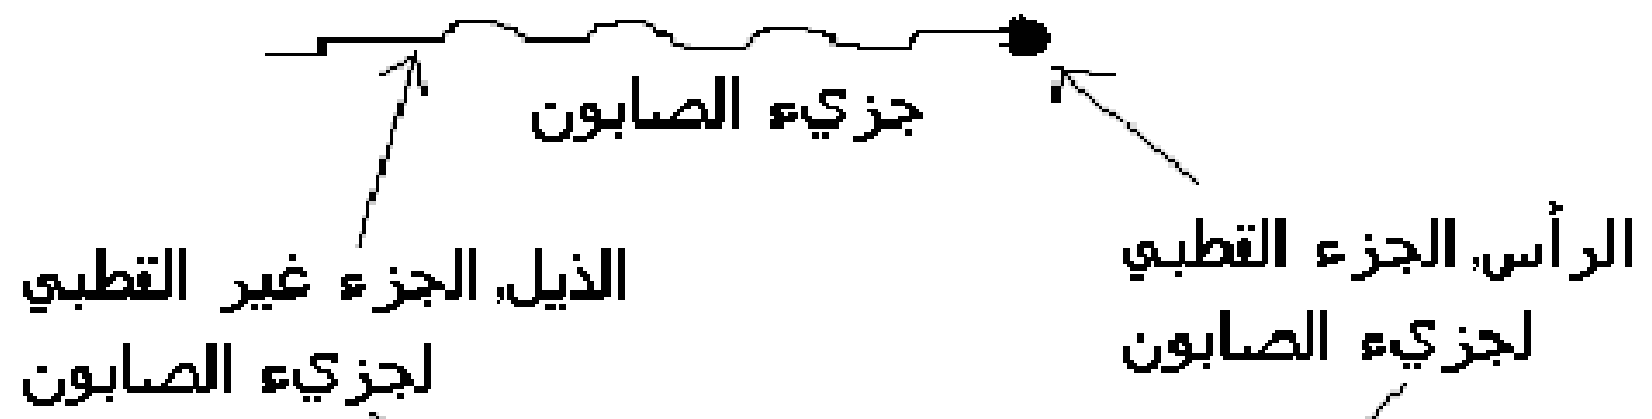 جزيء الصابون
الرأس, الجزء القطبي
لجزيء الصابون
الذيل, الجزء غير القطبي
لجزيء الصابون